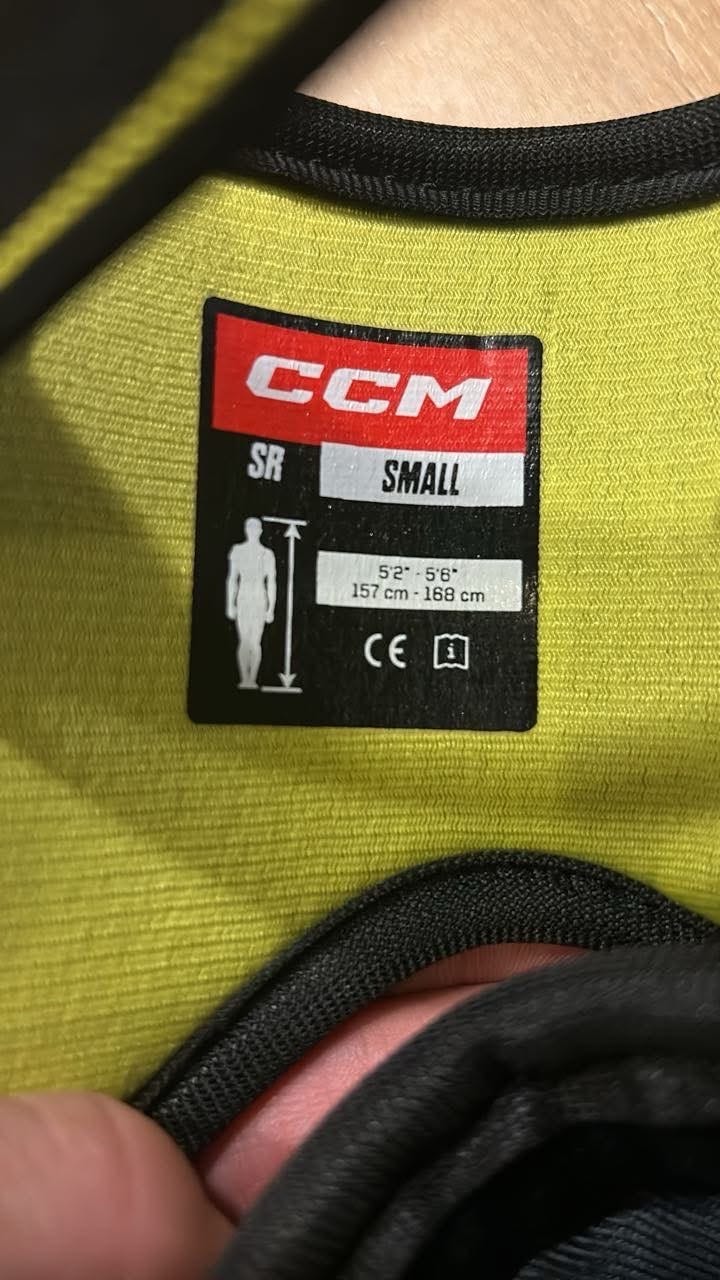 CCM
SR SMALL
5'2" - 5'6"
157 cm - 168 cm
CE i